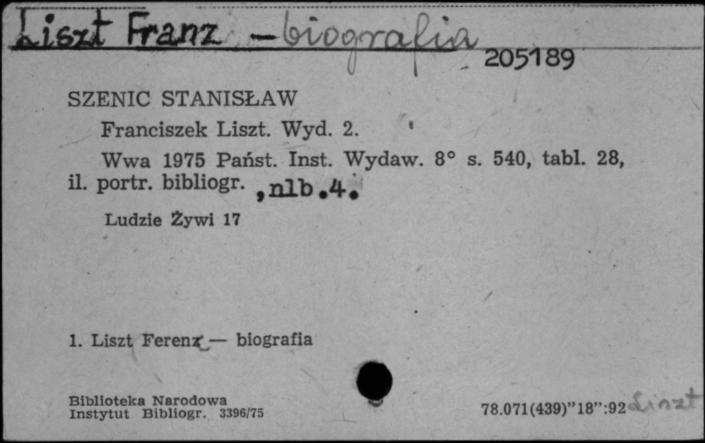 Liszt Franz – biografia
205189
SZENIC STANISŁAW
Franciszek Liszt. Wyd. 2.
Wwa 1975 Państ. Inst. Wydaw. 8° s. 540, tabl. 28,
il. portr. bibliogr. , nlb. 4.
Ludzie Żywi 17
1. Liszt Ferenc — biografia
Biblioteka Narodowa
Instytut Bibliogr. 3396/75
78.071(439)"18":92 Liszt